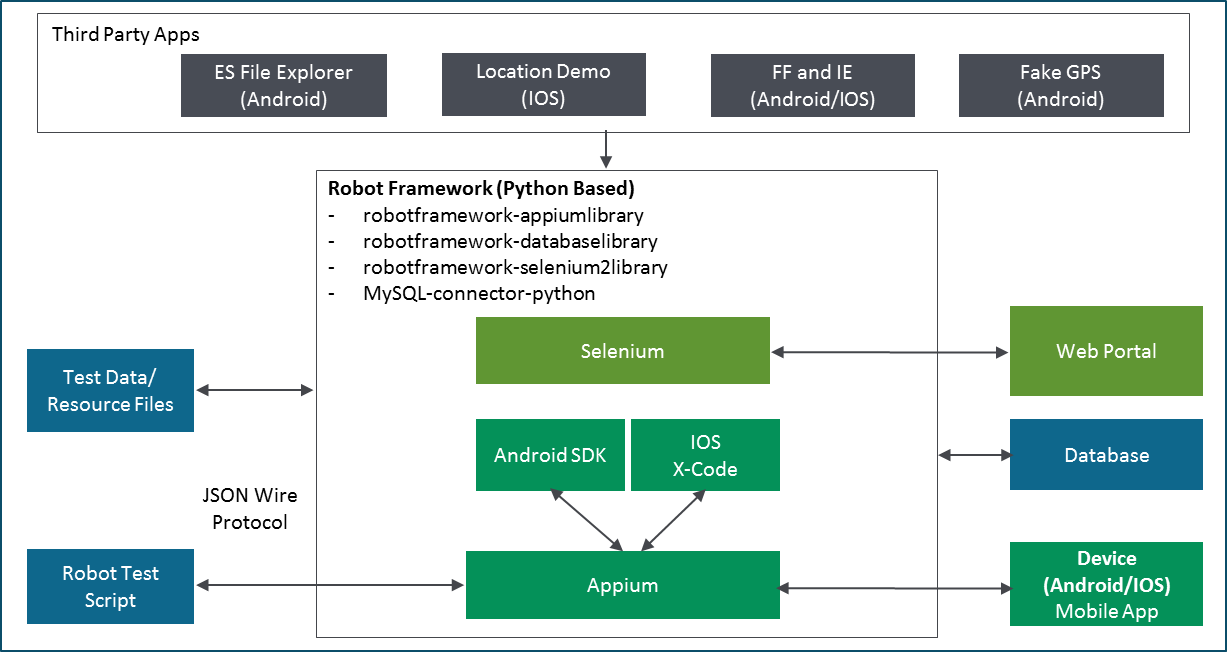 Third Party Apps
ES File Explorer
(Android)
Location Demo
(IOS)
FF and IE
(Android/IOS)
Fake GPS
(Android)
Robot Framework (Python Based)
- robotframework-appiumlibrary
- robotframework-databaselibrary
- robotframework-selenium2library
- MySQL-connector-python
Selenium
Web Portal
Test Data/
Resource Files
Android SDK
IOS
X-Code
Database
JSON Wire
Protocol
Robot Test
Script
Appium
Device
(Android/IOS)
Mobile App